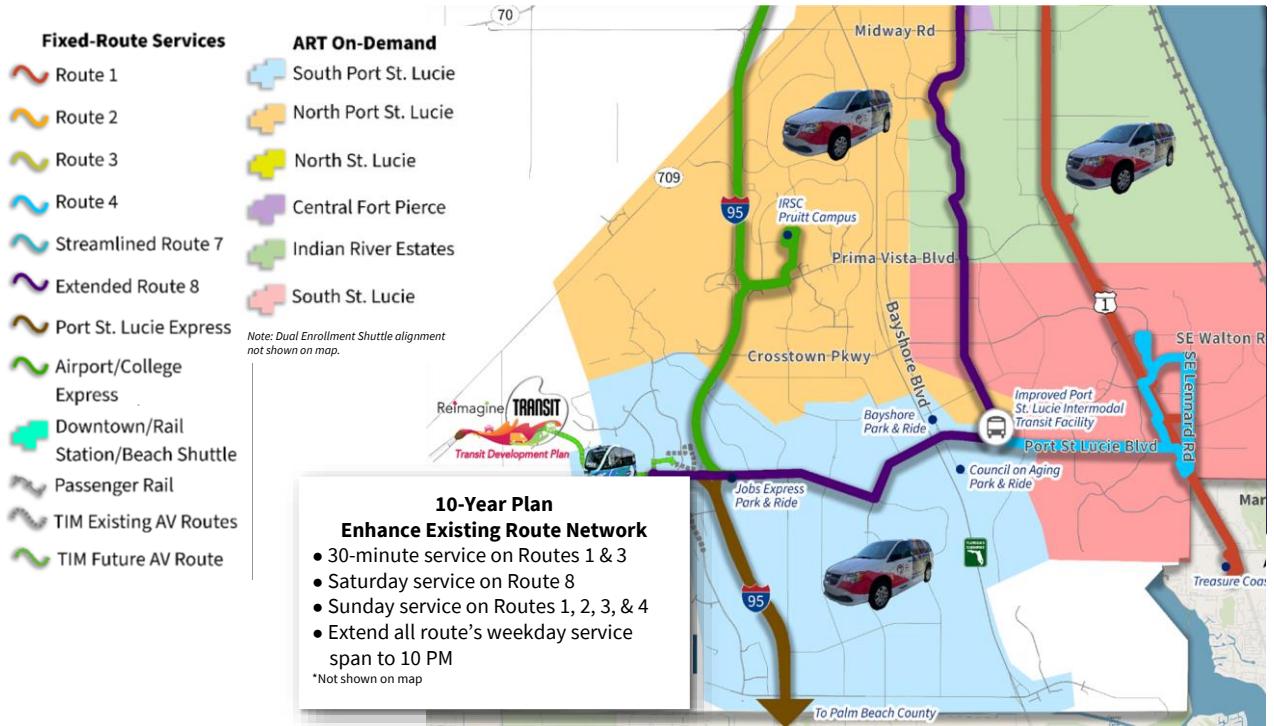 Fixed-Route Services
Route 1
Route 2
Route 3
Route 4
Streamlined Route 7
Extended Route 8
Port St. Lucie Express
Airport/College
Express
Downtown/Rail
Station/Beach Shuttle
Passenger Rail
TIM Existing AV Routes
TIM Future AV Route
ART On-Demand
South Port St. Lucie
North Port St. Lucie
North St. Lucie
Central Fort Pierce
Indian River Estates
South St. Lucie
Note: Dual Enrollment Shuttle alignment
not shown on map.
70
Midway Rd
709
95
IRSC
Pruitt Campus
Prima Vista Blvd
1
Bayshore Blvd
SE Walton R
SE Lennard Rd
Crosstown Pkwy
Reimagine TRANSIT
Transit Development Plan
Improved Port
St. Lucie Intermodal
Transit Facility
Bayshore
Park & Ride
Port St Lucie Blvd
Council on Aging
Park & Ride
Jobs Express
Park & Ride
Mar
Treasure Coas
95
To Palm Beach County
10-Year Plan
Enhance Existing Route Network
• 30-minute service on Routes 1 & 3
• Saturday service on Route 8
• Sunday service on Routes 1, 2, 3, & 4
• Extend all route's weekday service
span to 10 PM
*Not shown on map